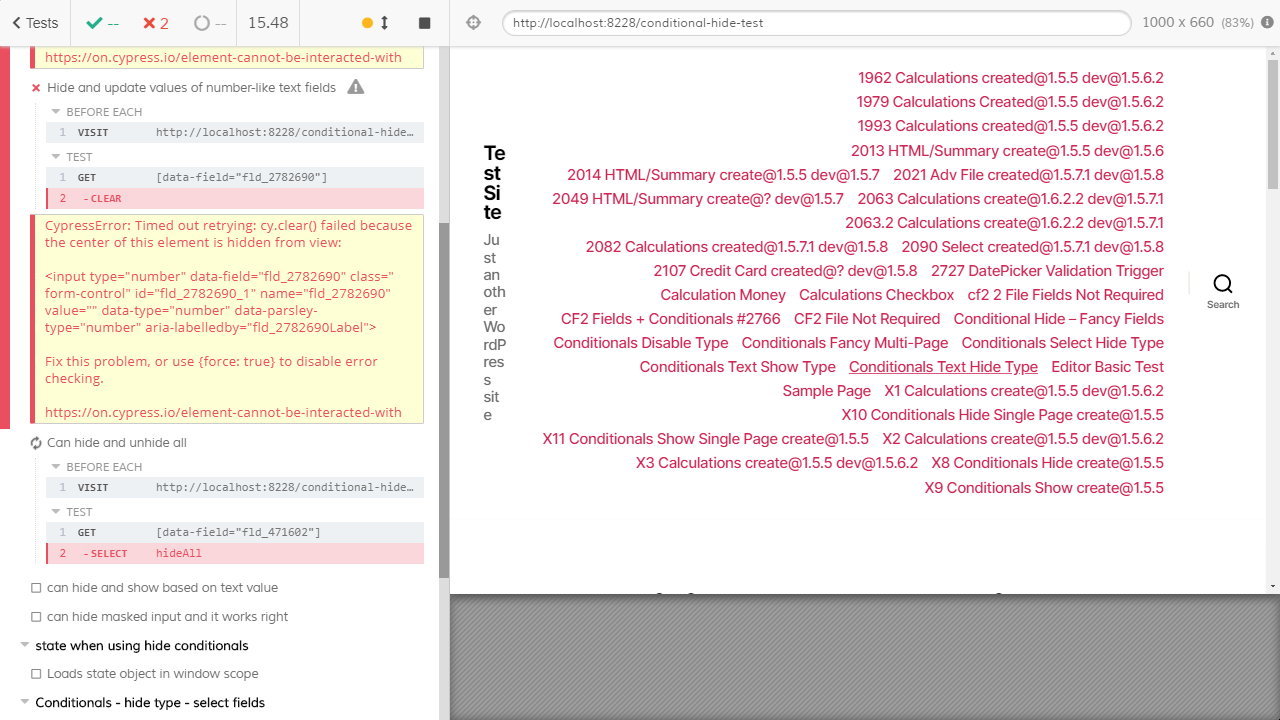 Tests
--
2
--
15.48
http://localhost:8228/conditional-hide-test
1000 x 660 (83%)
https://on.cypress.io/element-cannot-be-interacted-with
Hide and update values of number-like text fields
BEFORE EACH
1 VISIT http://localhost:8228/conditional-hide…
TEST
1 GET [data-field="fld_2782690"]
2 - CLEAR
CypressError: Timed out retrying: cy.clear() failed because
the center of this element is hidden from view:
<input type="number" data-field="fld_2782690" class="
form-control" id="fld_2782690_1" name="fld_2782690"
value="" data-type="number" data-parsley-
type="number" aria-labelledby="fld_2782690Label">
Fix this problem, or use {force: true} to disable error
checking.
https://on.cypress.io/element-cannot-be-interacted-with
Can hide and unhide all
BEFORE EACH
1 VISIT http://localhost:8228/conditional-hide…
TEST
1 GET [data-field="fld_471602"]
2 - SELECT hideAll
can hide and show based on text value
can hide masked input and it works right
state when using hide conditionals
Loads state object in window scope
Conditionals - hide type - select fields
Te
st
Si
te
Ju
st
an
oth
er
Wo
rdP
res
s
sit
e
1962 Calculations created@1.5.5 dev@1.5.6.2
1979 Calculations Created@1.5.5 dev@1.5.6.2
1993 Calculations created@1.5.5 dev@1.5.6.2
2013 HTML/Summary create@1.5.5 dev@1.5.6
2014 HTML/Summary create@1.5.5 dev@1.5.7 2021 Adv File created@1.5.7.1 dev@1.5.8
2049 HTML/Summary create@? dev@1.5.7 2063 Calculations create@1.6.2.2 dev@1.5.7.1
2063.2 Calculations create@1.6.2.2 dev@1.5.7.1
2082 Calculations created@1.5.7.1 dev@1.5.8 2090 Select created@1.5.7.1 dev@1.5.8
2107 Credit Card created@? dev@1.5.8 2727 DatePicker Validation Trigger
Calculation Money Calculations Checkbox cf2 2 File Fields Not Required
CF2 Fields + Conditionals #2766 CF2 File Not Required Conditional Hide – Fancy Fields
Conditionals Disable Type Conditionals Fancy Multi-Page Conditionals Select Hide Type
Conditionals Text Show Type Conditionals Text Hide Type Editor Basic Test
Sample Page X1 Calculations create@1.5.5 dev@1.5.6.2
X10 Conditionals Hide Single Page create@1.5.5
X11 Conditionals Show Single Page create@1.5.5 X2 Calculations create@1.5.5 dev@1.5.6.2
X3 Calculations create@1.5.5 dev@1.5.6.2 X8 Conditionals Hide create@1.5.5
X9 Conditionals Show create@1.5.5
Search